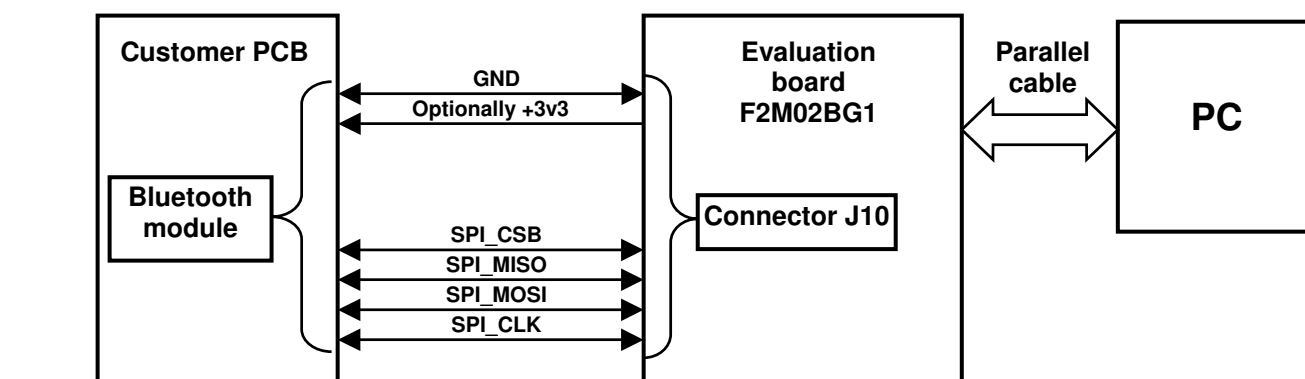 Customer PCB
Bluetooth
module
GND
Optionally +3v3
SPI_CSB
SPI_MISO
SPI_MOSI
SPI_CLK
Evaluation
board
F2M02BG1
Connector J10
Parallel
cable
PC